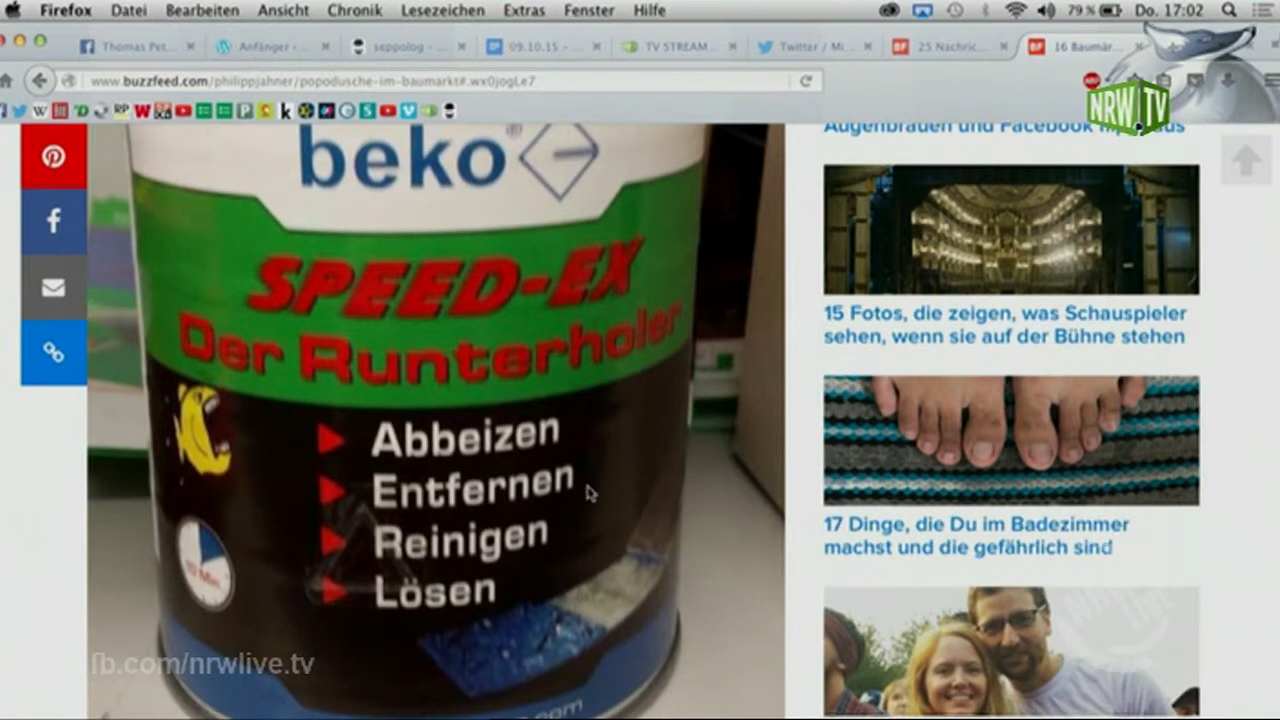 Firefox Datei Bearbeiten Ansicht Chronik Lesezeichen Extras Fenster Hilfe 79 % Do. 17:02
Thomas Pet... Anfänger ‹ ... seppolog – ... 09.10.15 – ... TV STREAM... Twitter / Mi... 25 Nachric... 16 Baumär...
www.buzzfeed.com/philippjahner/popodusche-im-baumarkt#.wx0jogLe7
NRW.TV
Augenbrauen und Facebook
beko®
SPEED-EX
Der Runterholer
Abbeizen
Entfernen
Reinigen
Lösen
15 Fotos, die zeigen, was Schauspieler
sehen, wenn sie auf der Bühne stehen
17 Dinge, die Du im Badezimmer
machst und die gefährlich sind
fb.com/nrwlive.tv